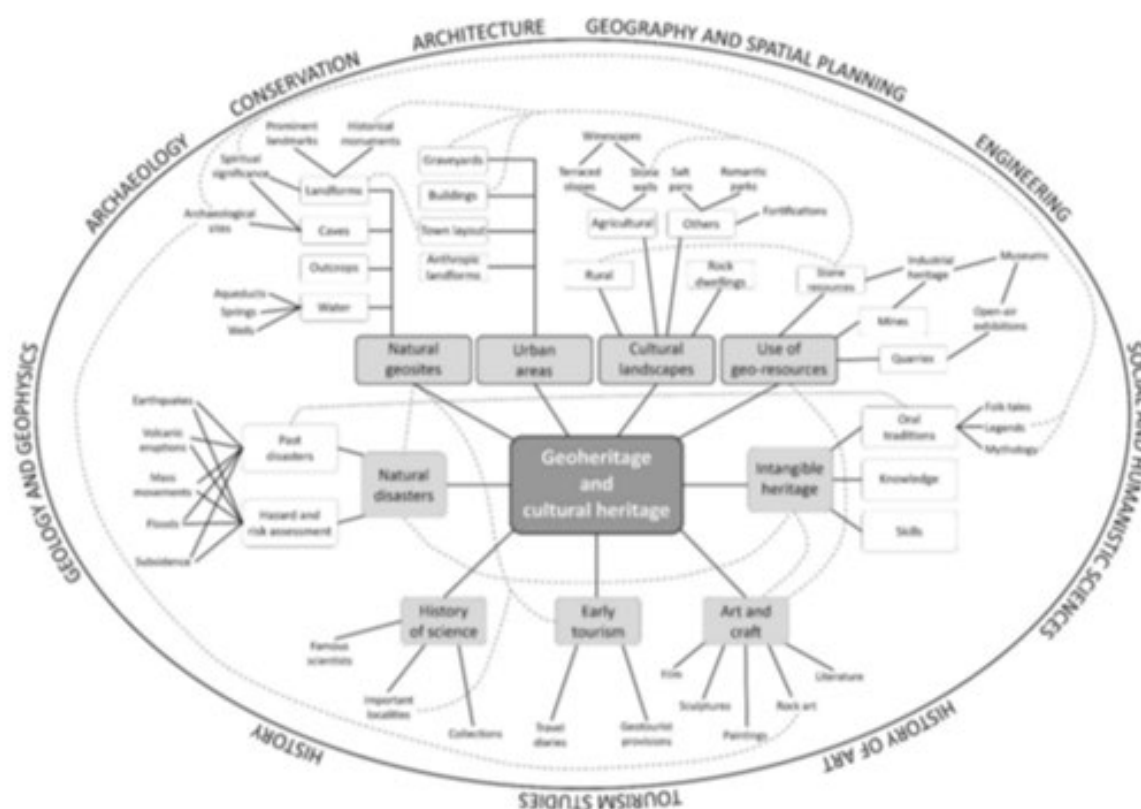 ARCHITECTURE
GEOGRAPHY AND SPATIAL PLANNING
CONSERVATION
ENGINEERING
ARCHAEOLOGY
SOCIAL AND HUMANISTIC SCIENCES
GEOLOGY AND GEOPHYSICS
HISTORY OF ART
HISTORY
TOURISM STUDIES
Prominent
landmarks
Historical
monuments
Spiritual
significance
Archaeological
sites
Landforms
Caves
Outcrops
Water
Aqueducts
Springs
Wells
Graveyards
Buildings
Town layout
Anthropic
landforms
Winescapes
Terraced
slopes
Stone
walls
Salt
pans
Romantic
parks
Agricultural
Others
Fortifications
Rural
Rock
dwellings
Stone
resources
Industrial
heritage
Museums
Mines
Open-air
exhibitions
Quarries
Natural
geosites
Urban
areas
Cultural
landscapes
Use of
geo-resources
Earthquakes
Volcanic
eruptions
Mass
movements
Floods
Subsidence
Past
disasters
Hazard and
risk assessment
Natural
disasters
Geoheritage
and
cultural heritage
Intangible
heritage
Oral
traditions
Folk tales
Legends
Mythology
Knowledge
Skills
History
of science
Early
tourism
Art and
craft
Famous
scientists
Important
localities
Collections
Travel
diaries
Geotourist
provisions
Film
Sculptures
Paintings
Rock art
Literature